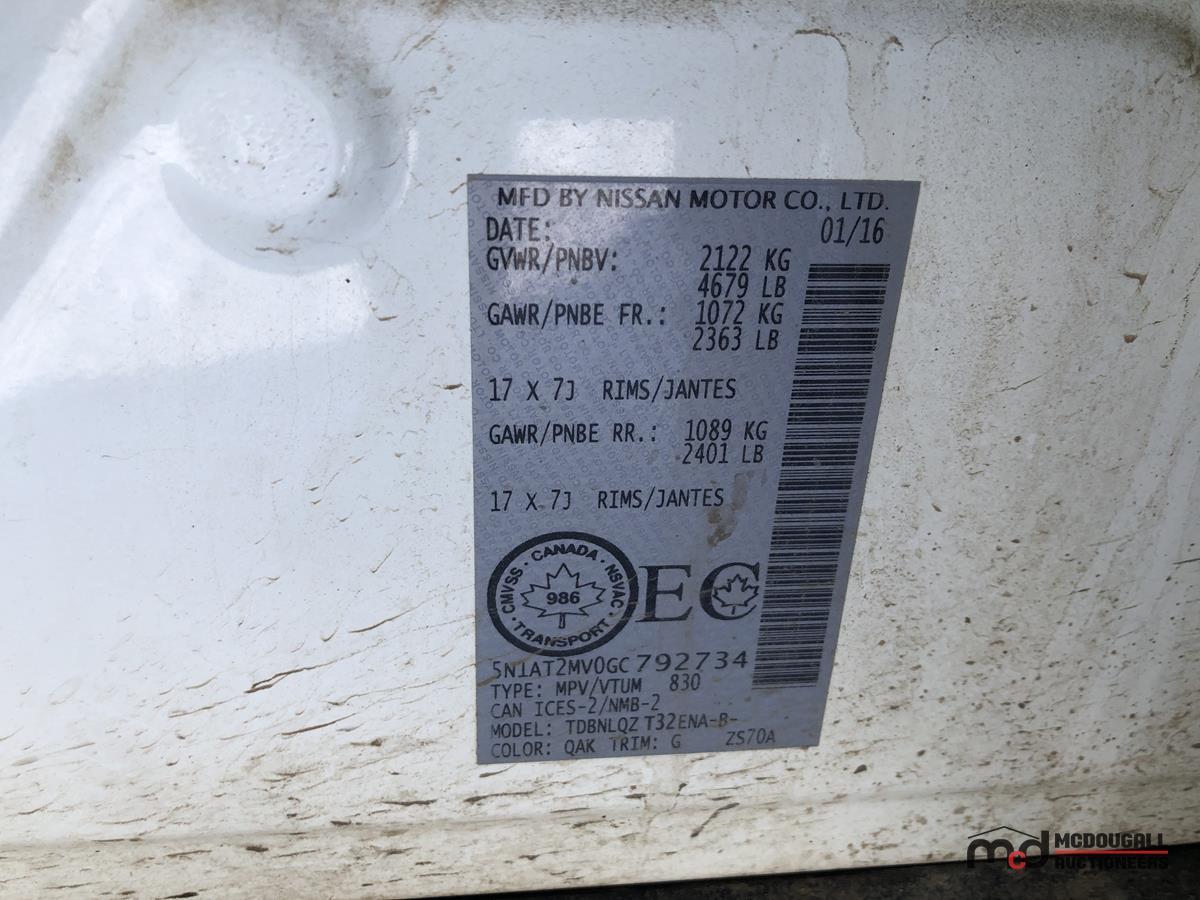 MFD BY NISSAN MOTOR CO., LTD.
DATE: 01/16
GVWR/PNBV: 2122 KG
4679 LB
GAWR/PNBE FR.: 1072 KG
2363 LB
17 X 7J RIMS/JANTES
GAWR/PNBE RR.: 1089 KG
2401 LB
17 X 7J RIMS/JANTES
CMVSS · CANADA · NSVAC · TRANSPORT ·
986
EC
5N1AT2MV0GC792734
TYPE: MPV/VTUM 830
CAN ICES-2/NMB-2
MODEL: TDBNLQZ T32ENA-B-
COLOR: QAK TRIM: G ZS70A
mcd MCDOUGALL
AUCTIONEERS